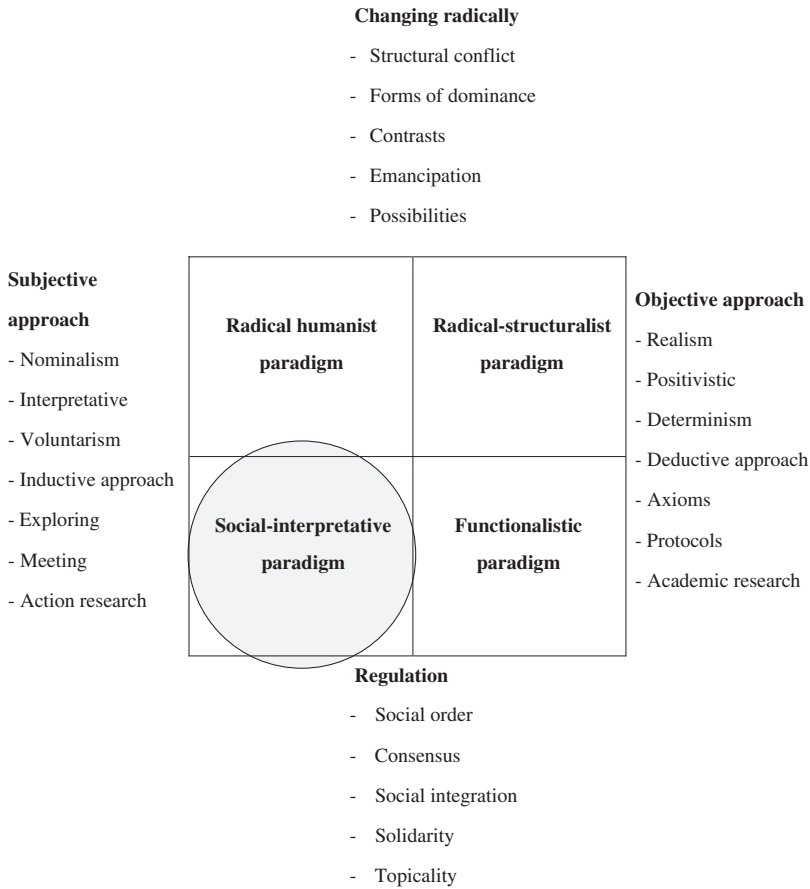 Changing radically
- Structural conflict
- Forms of dominance
- Contrasts
- Emancipation
- Possibilities
Subjective
approach
- Nominalism
- Interpretative
- Voluntarism
- Inductive approach
- Exploring
- Meeting
- Action research
Radical humanist
paradigm
Radical-structuralist
paradigm
Social-interpretative
paradigm
Functionalistic
paradigm
Objective approach
- Realism
- Positivistic
- Determinism
- Deductive approach
- Axioms
- Protocols
- Academic research
Regulation
- Social order
- Consensus
- Social integration
- Solidarity
- Topicality